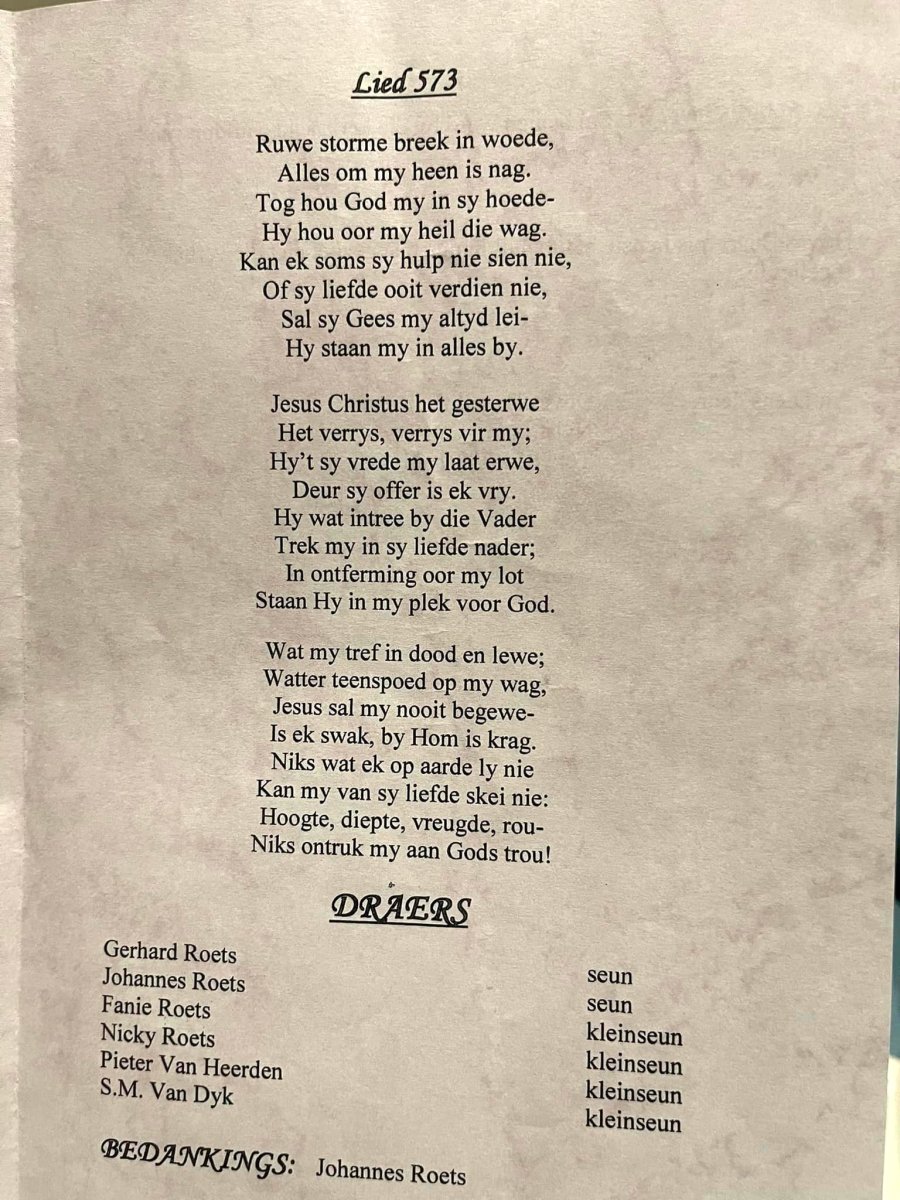 Lied 573
Ruwe storme breek in woede,
Alles om my heen is nag.
Tog hou God my in sy hoede-
Hy hou oor my heil die wag.
Kan ek soms sy hulp nie sien nie,
Of sy liefde ooit verdien nie,
Sal sy Gees my altyd lei-
Hy staan my in alles by.
Jesus Christus het gesterwe
Het verrys, verrys vir my;
Hy't sy vrede my laat erwe,
Deur sy offer is ek vry.
Hy wat intree by die Vader
Trek my in sy liefde nader;
In ontferming oor my lot
Staan Hy in my plek voor God.
Wat my tref in dood en lewe;
Watter teenspoed op my wag,
Jesus sal my nooit begewe-
Is ek swak, by Hom is krag.
Niks wat ek op aarde ly nie
Kan my van sy liefde skei nie:
Hoogte, diepte, vreugde, rou-
Niks ontruk my aan Gods trou!
DRAERS
Gerhard Roets seun
Johannes Roets seun
Fanie Roets kleinseun
Nicky Roets kleinseun
Pieter Van Heerden kleinseun
S.M. Van Dyk kleinseun
BEDANKINGS: Johannes Roets